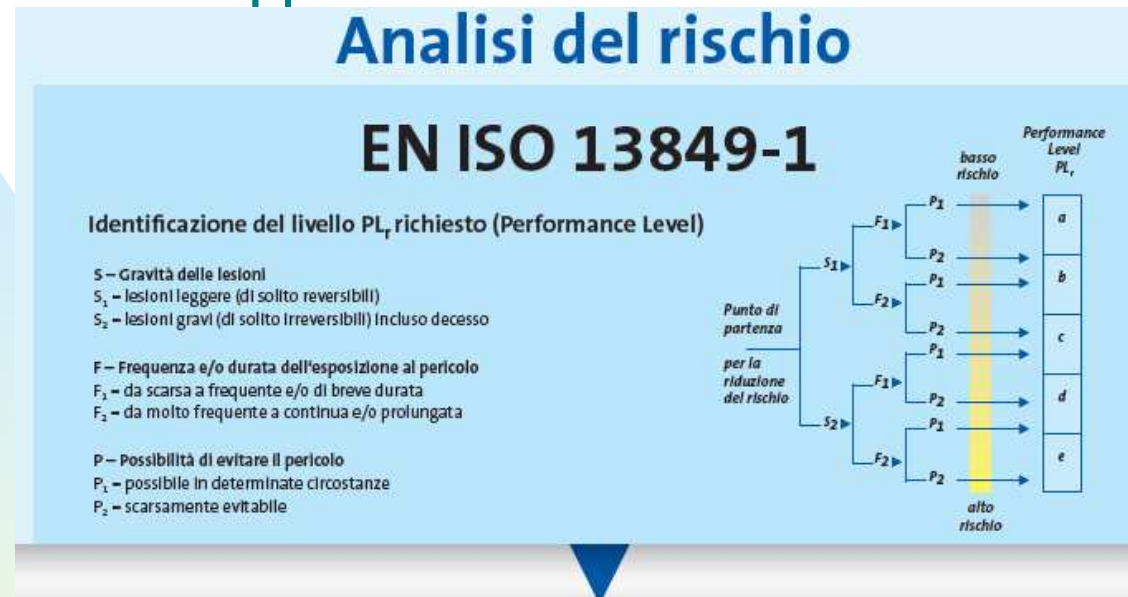 Analisi del rischio
EN ISO 13849-1
Identificazione del livello PLr richiesto (Performance Level)
S – Gravità delle lesioni
S1 – lesioni leggere (di solito reversibili)
S2 – lesioni gravi (di solito irreversibili) incluso decesso
F – Frequenza e/o durata dell'esposizione al pericolo
F1 – da scarsa a frequente e/o di breve durata
F2 – da molto frequente a continua e/o prolungata
P – Possibilità di evitare il pericolo
P1 – possibile in determinate circostanze
P2 – scarsamente evitabile
Punto di
partenza
per la
riduzione
del rischio
S1
S2
F1
F2
F1
F2
P1
P2
P1
P2
P1
P2
P1
P2
basso
rischio
alto
rischio
Performance
Level
PLr
a
b
c
d
e